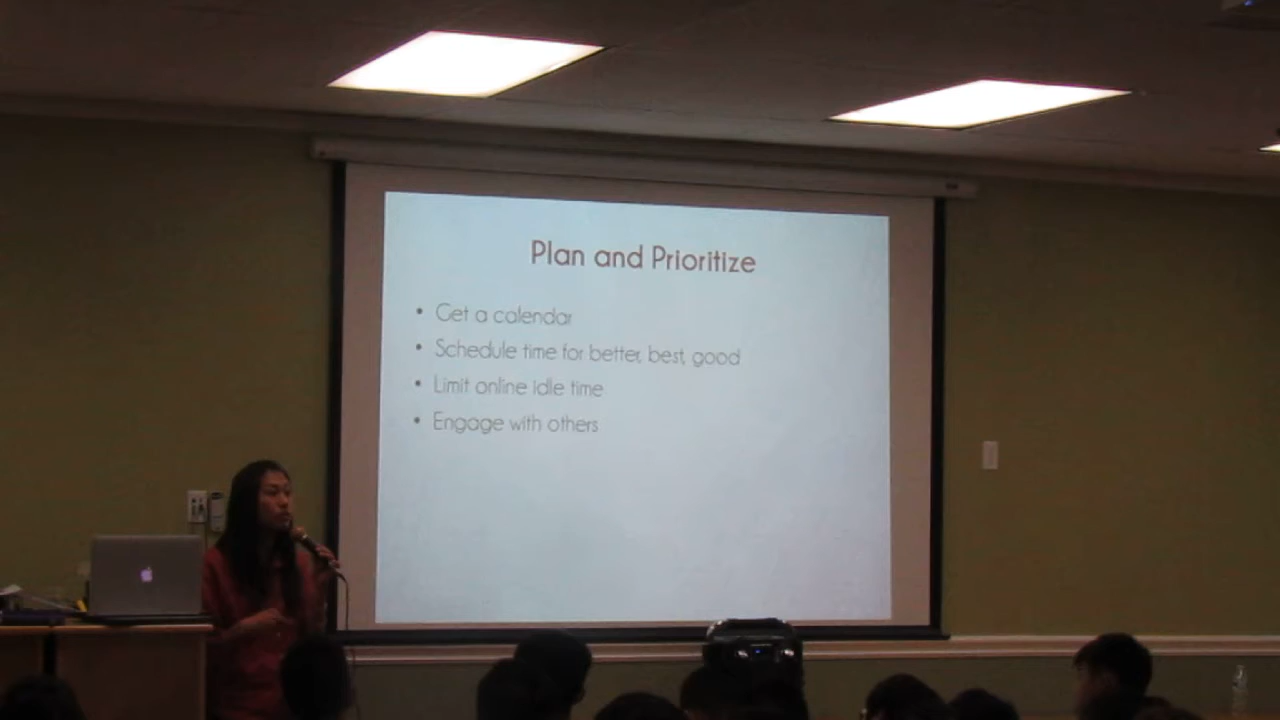 Plan and Prioritize
• Get a calendar
• Schedule time for better, best, good
• Limit online idle time
• Engage with others